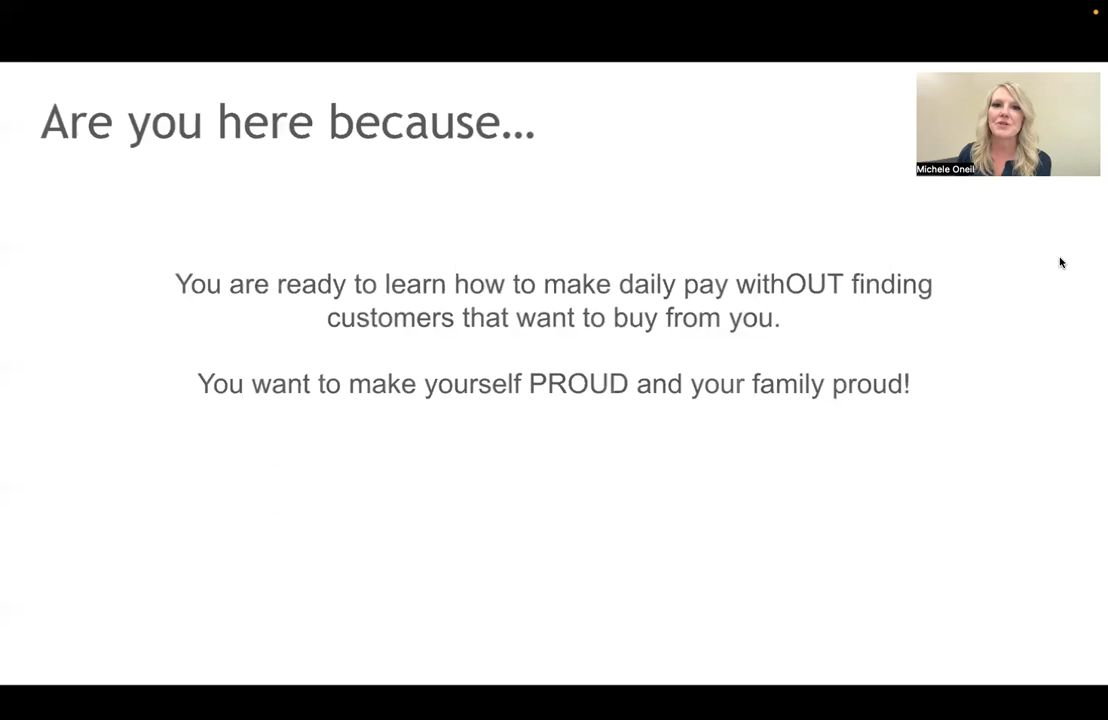 Are you here because...
Michele Oneil
You are ready to learn how to make daily pay withOUT finding
customers that want to buy from you.
You want to make yourself PROUD and your family proud!